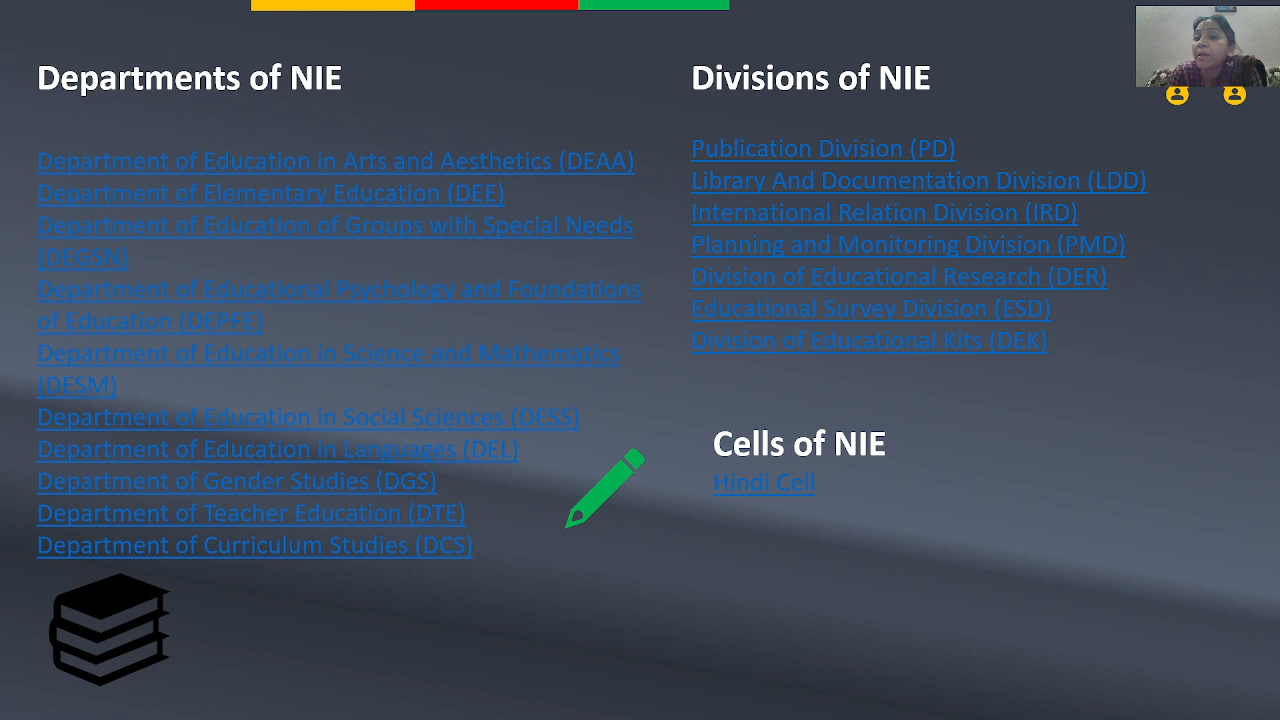 Departments of NIE
Department of Education in Arts and Aesthetics (DEAA)
Department of Elementary Education (DEE)
Department of Education of Groups with Special Needs
(DEGSN)
Department of Educational Psychology and Foundations
of Education (DEPFE)
Department of Education in Science and Mathematics
(DESM)
Department of Education in Social Sciences (DESS)
Department of Education in Languages (DEL)
Department of Gender Studies (DGS)
Department of Teacher Education (DTE)
Department of Curriculum Studies (DCS)
Divisions of NIE
Publication Division (PD)
Library And Documentation Division (LDD)
International Relation Division (IRD)
Planning and Monitoring Division (PMD)
Division of Educational Research (DER)
Educational Survey Division (ESD)
Division of Educational Kits (DEK)
Cells of NIE
Hindi Cell